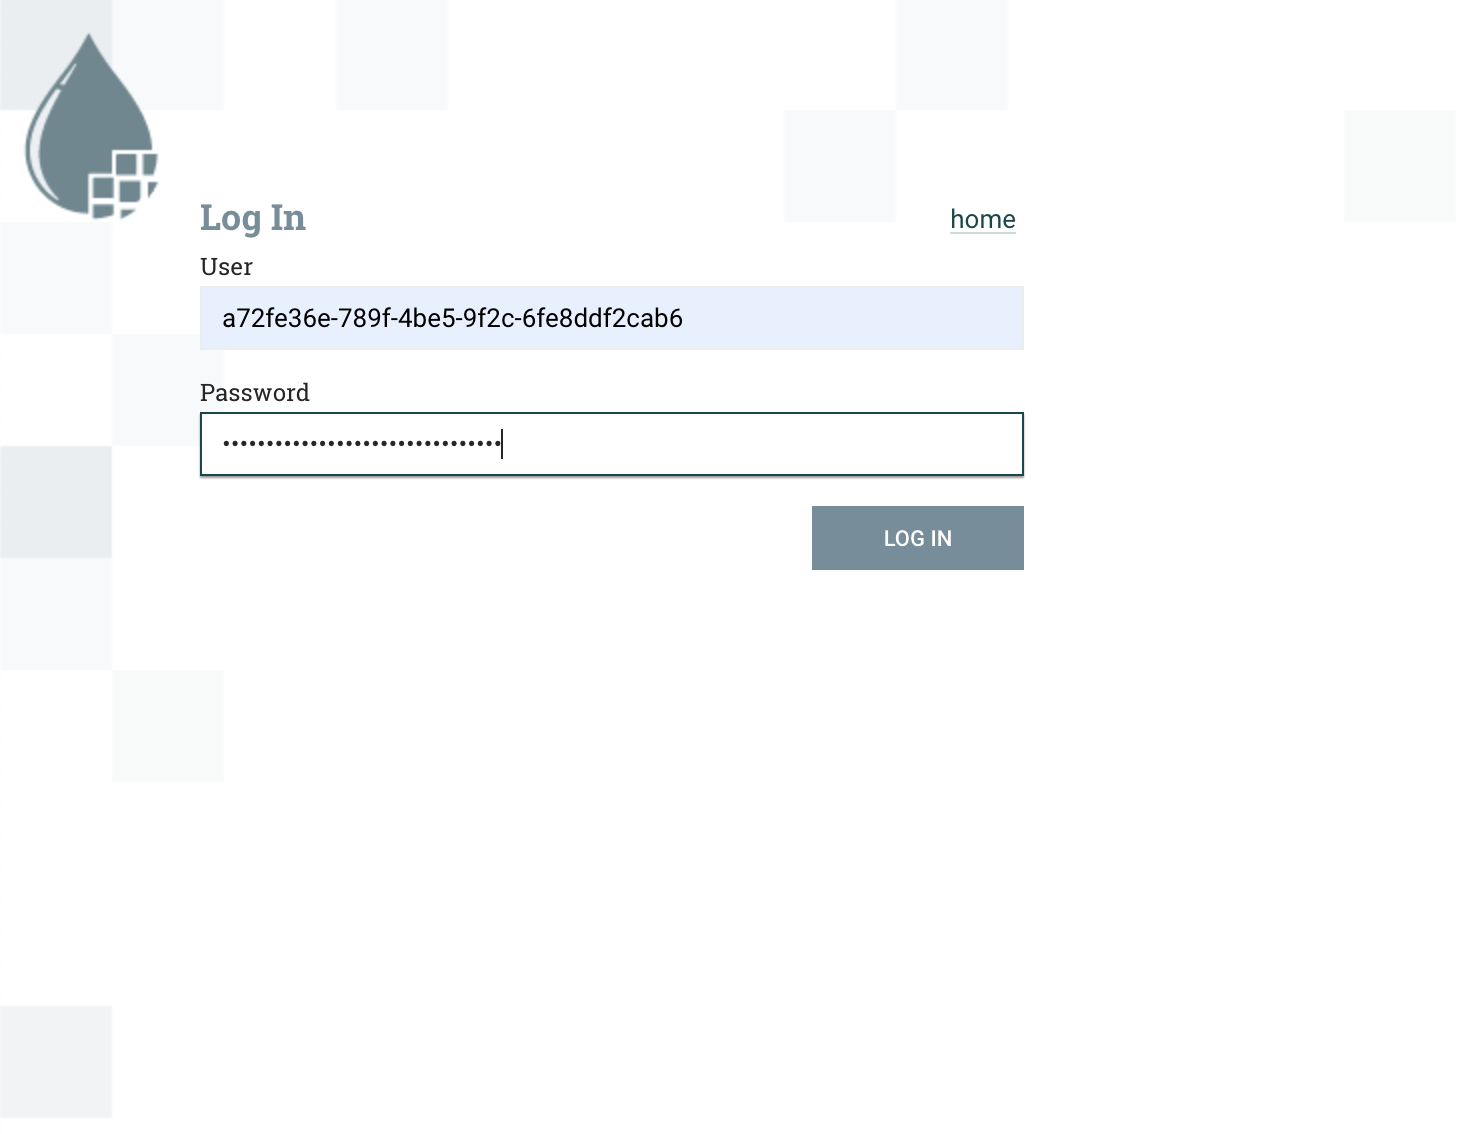 Log In
home
User
a72fe36e-789f-4be5-9f2c-6fe8ddf2cab6
Password
••••••••••••••••••••••••••••••••
LOG IN